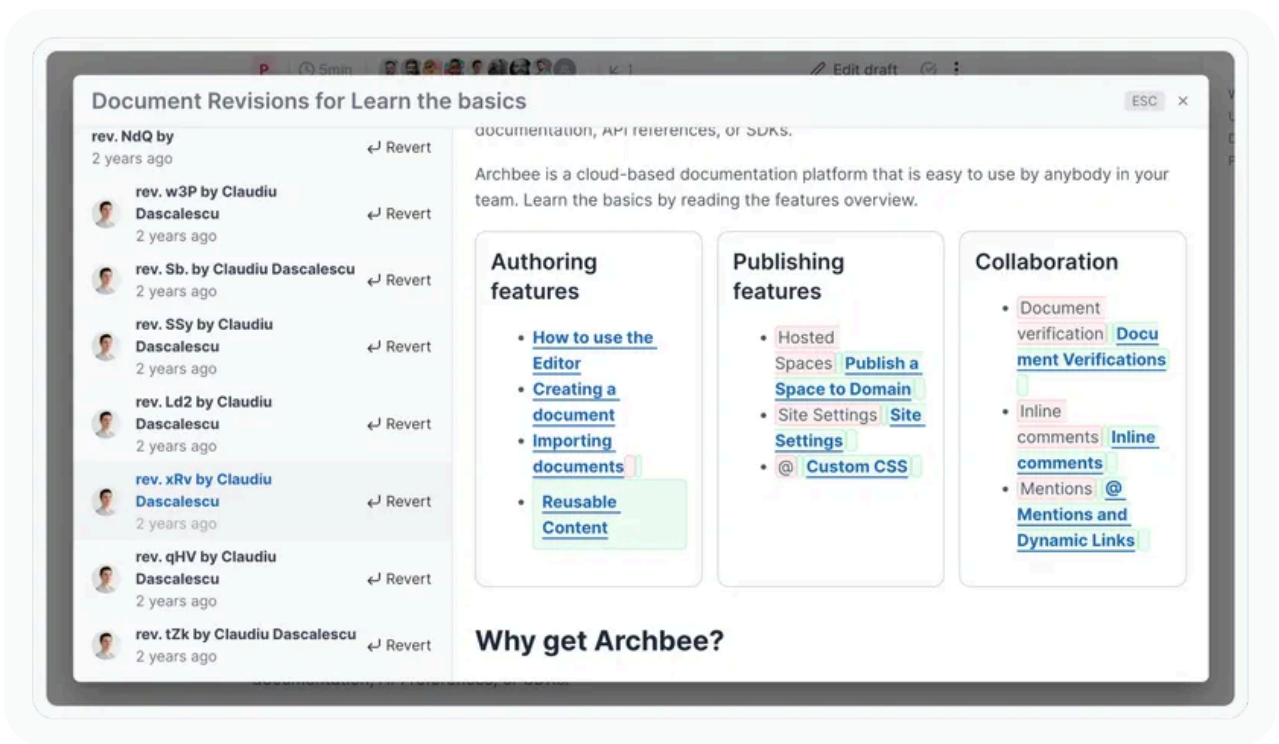 P 5min 1 Edit draft
Document Revisions for Learn the basics
ESC
rev. NdQ by
2 years ago
Revert
rev. w3P by Claudiu
Dascalescu
2 years ago
Revert
rev. Sb. by Claudiu Dascalescu
2 years ago
Revert
rev. SSy by Claudiu
Dascalescu
2 years ago
Revert
rev. Ld2 by Claudiu
Dascalescu
2 years ago
Revert
rev. xRv by Claudiu
Dascalescu
2 years ago
Revert
rev. qHV by Claudiu
Dascalescu
2 years ago
Revert
rev. tZk by Claudiu Dascalescu
2 years ago
Revert
documentation, API references, or SDKs.
Archbee is a cloud-based documentation platform that is easy to use by anybody in your
team. Learn the basics by reading the features overview.
Authoring
features
• How to use the
Editor
• Creating a
document
• Importing
documents
• Reusable
Content
Publishing
features
• Hosted
Spaces Publish a
Space to Domain
• Site Settings Site
Settings
• @ Custom CSS
Collaboration
• Document
verification Docu
ment Verifications
• Inline
comments Inline
comments
• Mentions @
Mentions and
Dynamic Links
Why get Archbee?